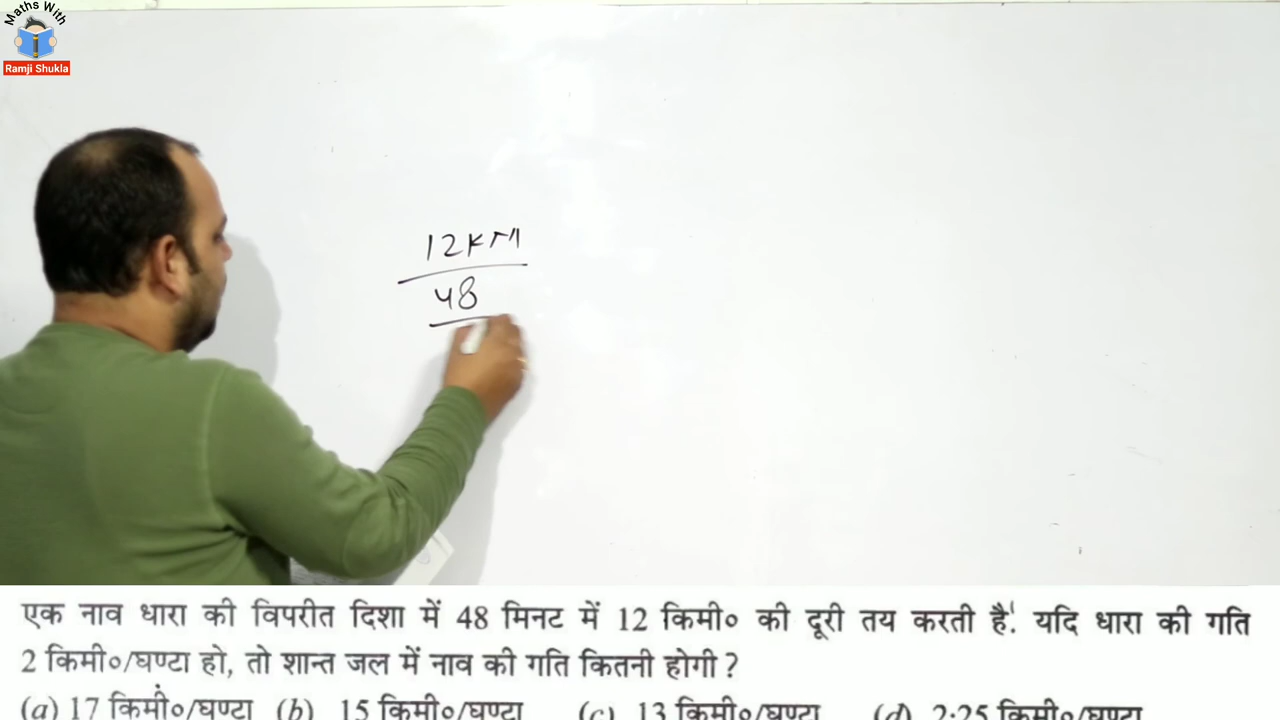 Maths With
Ramji Shukla
12km
48
एक नाव धारा की विपरीत दिशा में 48 मिनट में 12 किमी० की दूरी तय करती है. यदि धारा की गति
2 किमी०/घण्टा हो, तो शान्त जल में नाव की गति कितनी होगी ?
(a) 17 किमी०/घण्टा (b) 15 किमी०/घण्टा (c) 13 किमी०/घण्टा (d) 2·25 किमी०/घण्टा